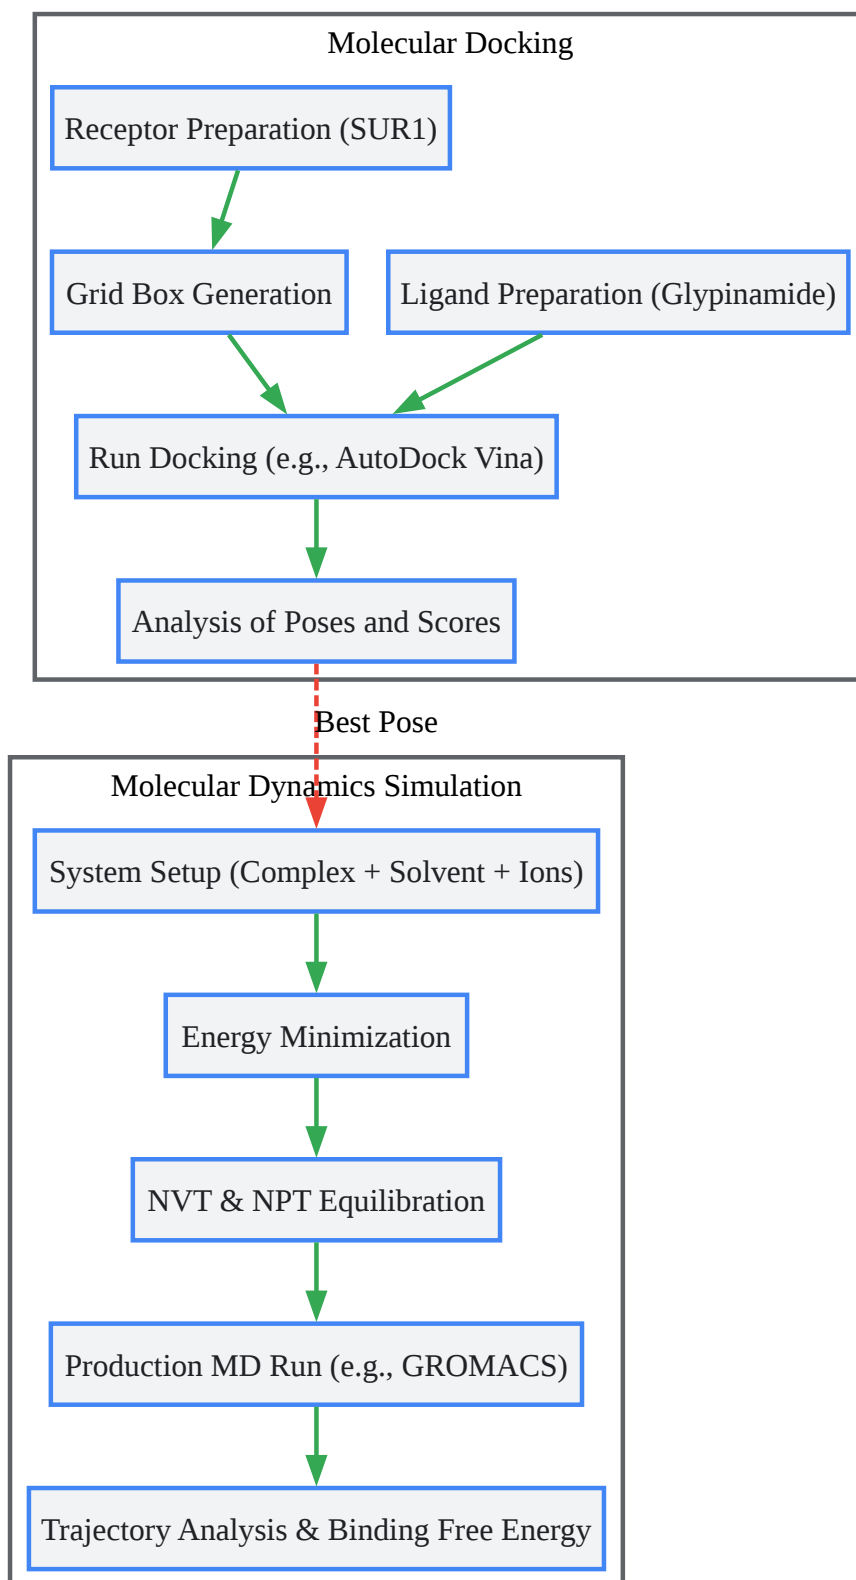 Molecular Docking
Receptor Preparation (SUR1)
Grid Box Generation
Ligand Preparation (Glypinamide)
Run Docking (e.g., AutoDock Vina)
Analysis of Poses and Scores
Best Pose
Molecular Dynamics Simulation
System Setup (Complex + Solvent + Ions)
Energy Minimization
NVT & NPT Equilibration
Production MD Run (e.g., GROMACS)
Trajectory Analysis & Binding Free Energy